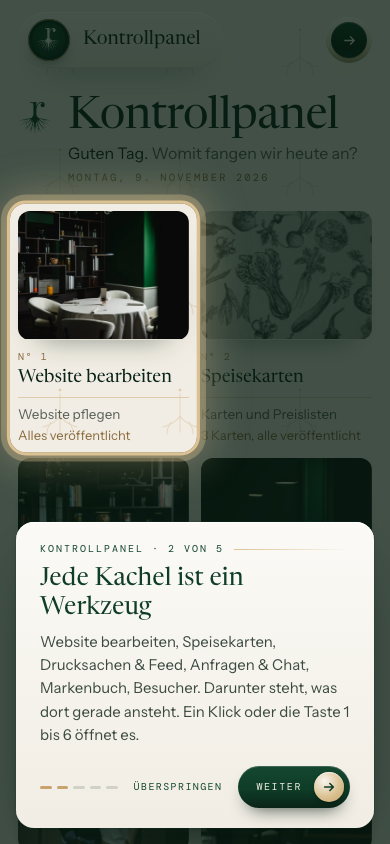 r Kontrollpanel
r Kontrollpanel
Guten Tag. Womit fangen wir heute an?
MONTAG, 9. NOVEMBER 2026
N° 1
Website bearbeiten
Website pflegen
Alles veröffentlicht
N° 2
Speisekarten
Karten und Preislisten
3 Karten, alle veröffentlicht
KONTROLLPANEL · 2 VON 5
Jede Kachel ist ein
Werkzeug
Website bearbeiten, Speisekarten,
Drucksachen & Feed, Anfragen & Chat,
Markenbuch, Besucher. Darunter steht, was
dort gerade ansteht. Ein Klick oder die Taste 1
bis 6 öffnet es.
ÜBERSPRINGEN
WEITER →